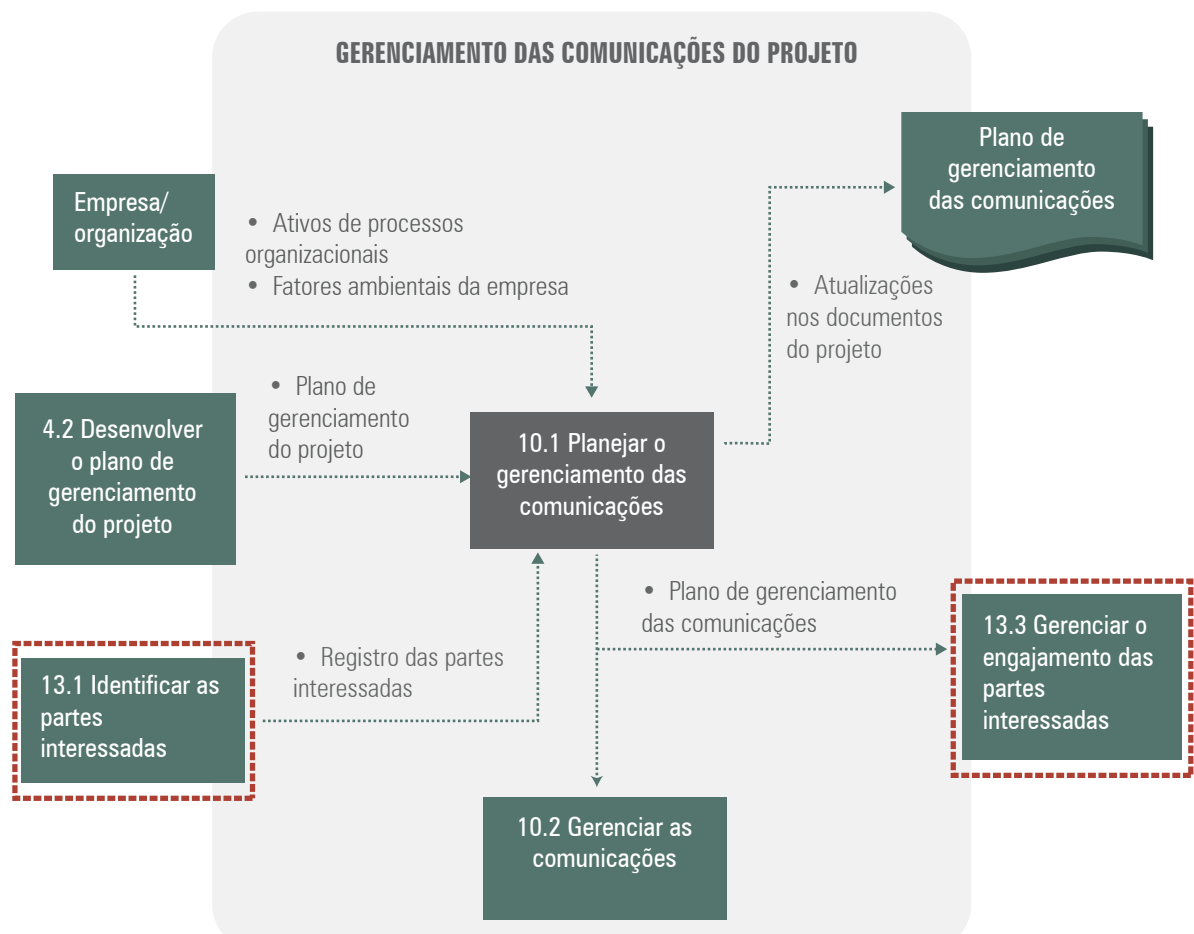 GERENCIAMENTO DAS COMUNICAÇÕES DO PROJETO
Plano de
gerenciamento
das comunicações
Empresa/
organização
• Ativos de processos
organizacionais
• Fatores ambientais da empresa
• Atualizações
nos documentos
do projeto
• Plano de
gerenciamento
do projeto
4.2 Desenvolver
o plano de
gerenciamento
do projeto
10.1 Planejar o
gerenciamento das
comunicações
• Plano de gerenciamento
das comunicações
13.3 Gerenciar o
engajamento das
partes
interessadas
• Registro das partes
interessadas
13.1 Identificar as
partes
interessadas
10.2 Gerenciar as
comunicações